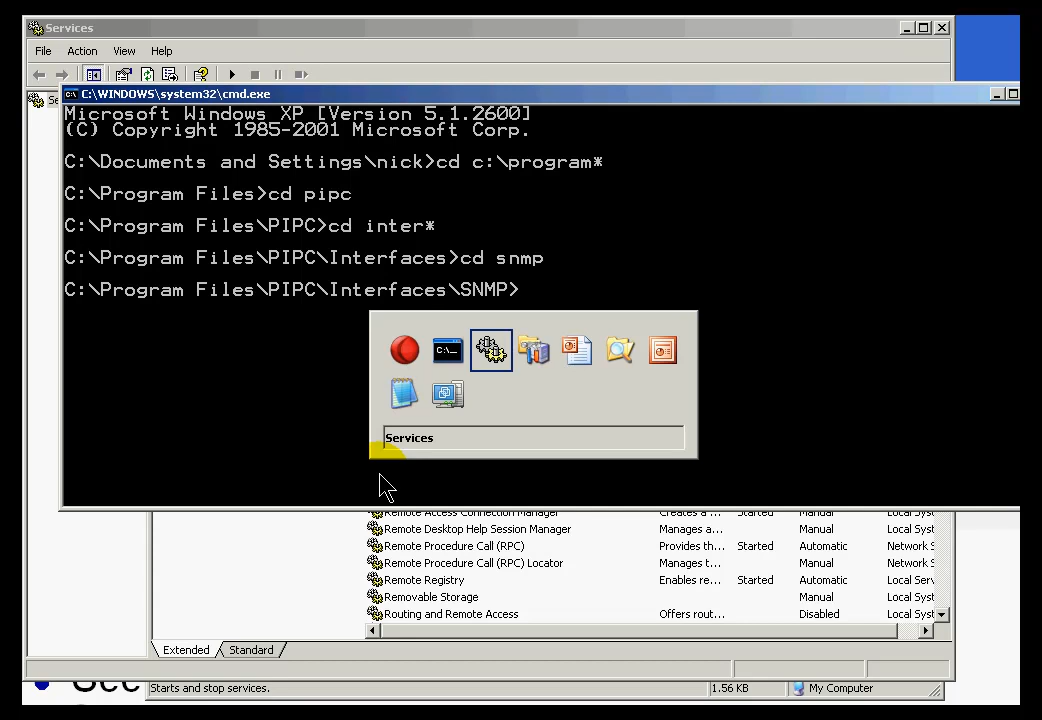 Services
File Action View Help
Se
C:\WINDOWS\system32\cmd.exe
Microsoft Windows XP [Version 5.1.2600]
(C) Copyright 1985-2001 Microsoft Corp.
C:\Documents and Settings\nick>cd c:\program*
C:\Program Files>cd pipc
C:\Program Files\PIPC>cd inter*
C:\Program Files\PIPC\Interfaces>cd snmp
C:\Program Files\PIPC\Interfaces\SNMP>
C:\_
Services
Remote Access Connection Manager Creates a ... Started Manual Local Syst
Remote Desktop Help Session Manager Manages a... Manual Local Syst
Remote Procedure Call (RPC) Provides th... Started Automatic Network S
Remote Procedure Call (RPC) Locator Manages t... Manual Network S
Remote Registry Enables re... Started Automatic Local Serv
Removable Storage Manual Local Syst
Routing and Remote Access Offers rout... Disabled Local Syst
Extended Standard
See
Starts and stop services. 1.56 KB My Computer